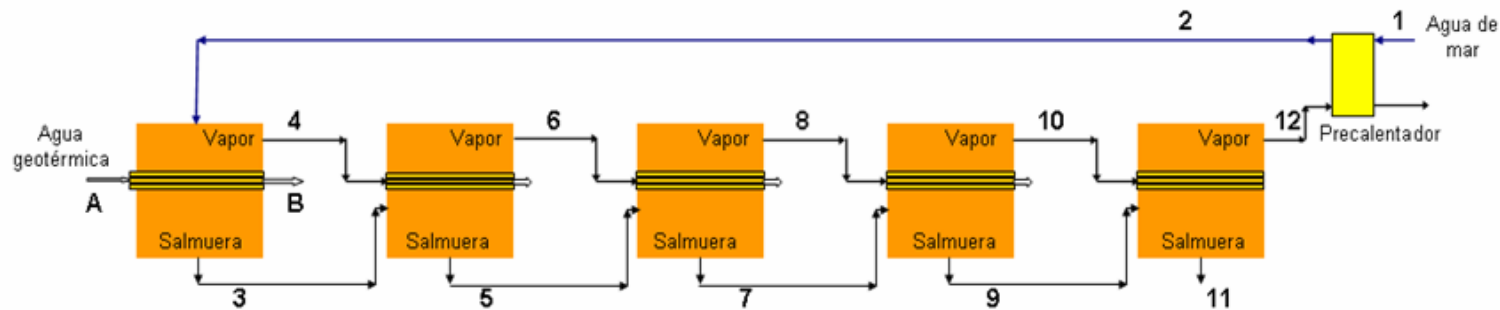 2
1
Agua de
mar
Agua
geotérmica
Vapor
4
Vapor
6
Vapor
8
Vapor
10
Vapor
12
Precalentador
A
B
Salmuera
Salmuera
Salmuera
Salmuera
Salmuera
3
5
7
9
11